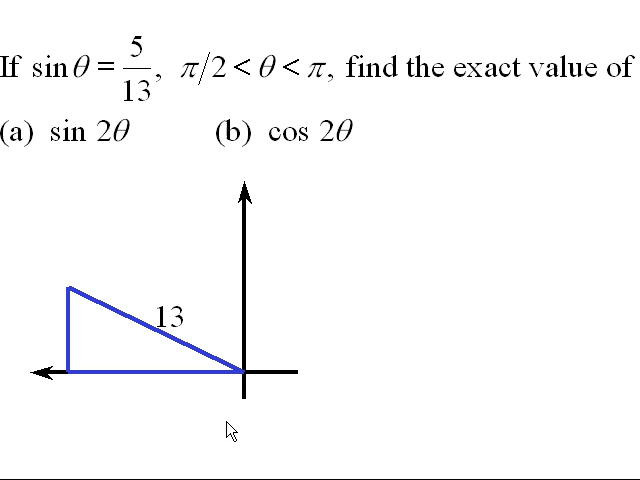 If sin θ = 5/13, π/2 < θ < π, find the exact value of
(a) sin 2θ (b) cos 2θ
13